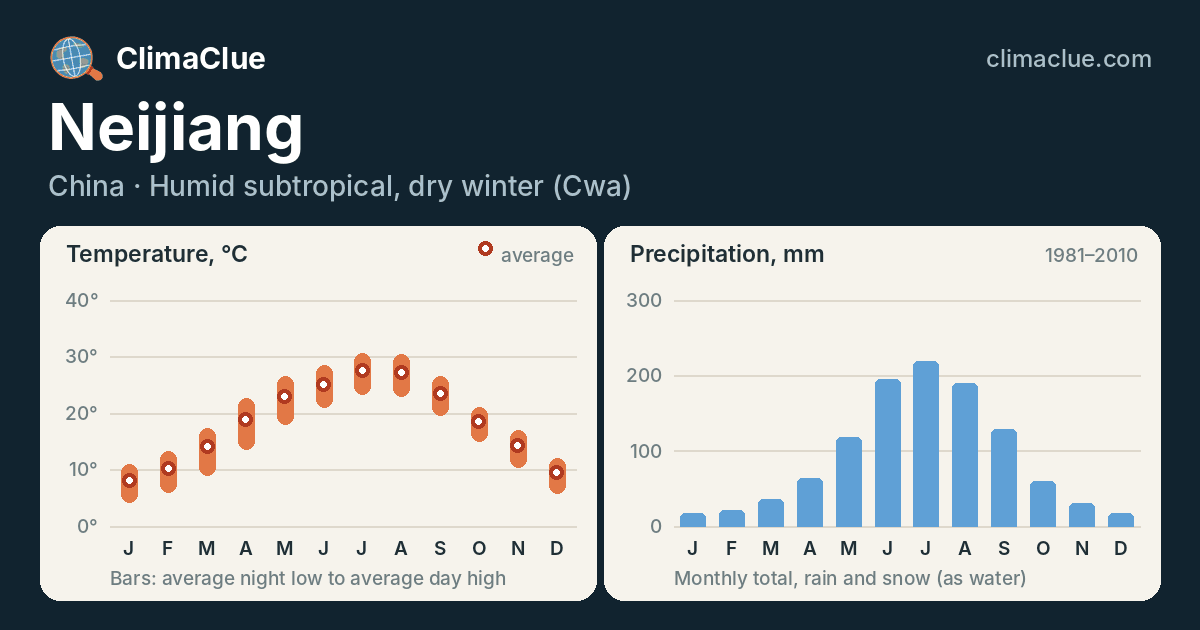 ClimaClue
climaclue.com
Neijiang
China · Humid subtropical, dry winter (Cwa)
Temperature, °C
average
40°
30°
20°
10°
0°
J F M A M J J A S O N D
Bars: average night low to average day high
Precipitation, mm
1981–2010
300
200
100
0
J F M A M J J A S O N D
Monthly total, rain and snow (as water)